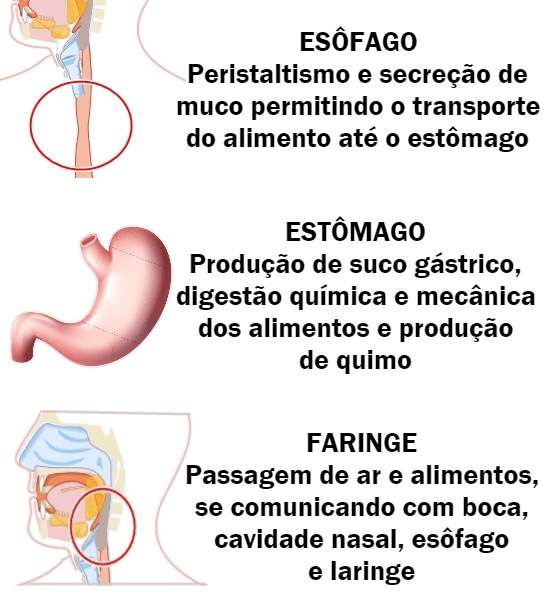 ESÔFAGO
Peristaltismo e secreção de
muco permitindo o transporte
do alimento até o estômago
ESTÔMAGO
Produção de suco gástrico,
digestão química e mecânica
dos alimentos e produção
de quimo
FARINGE
Passagem de ar e alimentos,
se comunicando com boca,
cavidade nasal, esôfago
e laringe